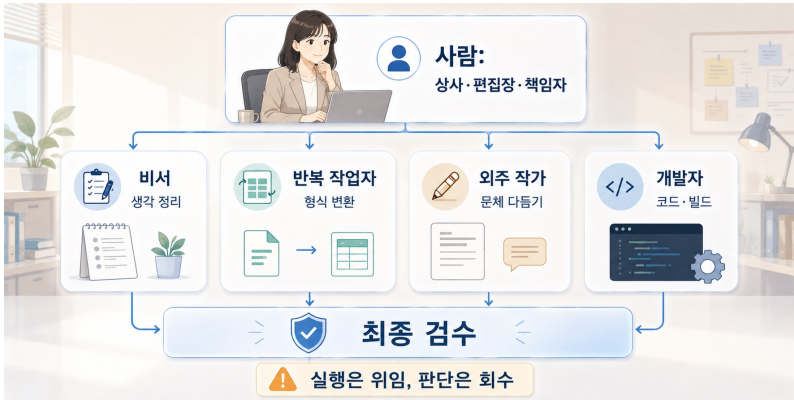 사람:
상사·편집장·책임자
비서
생각 정리
반복 작업자
형식 변환
외주 작가
문체 다듬기
</>
개발자
코드·빌드
최종 검수
실행은 위임, 판단은 회수